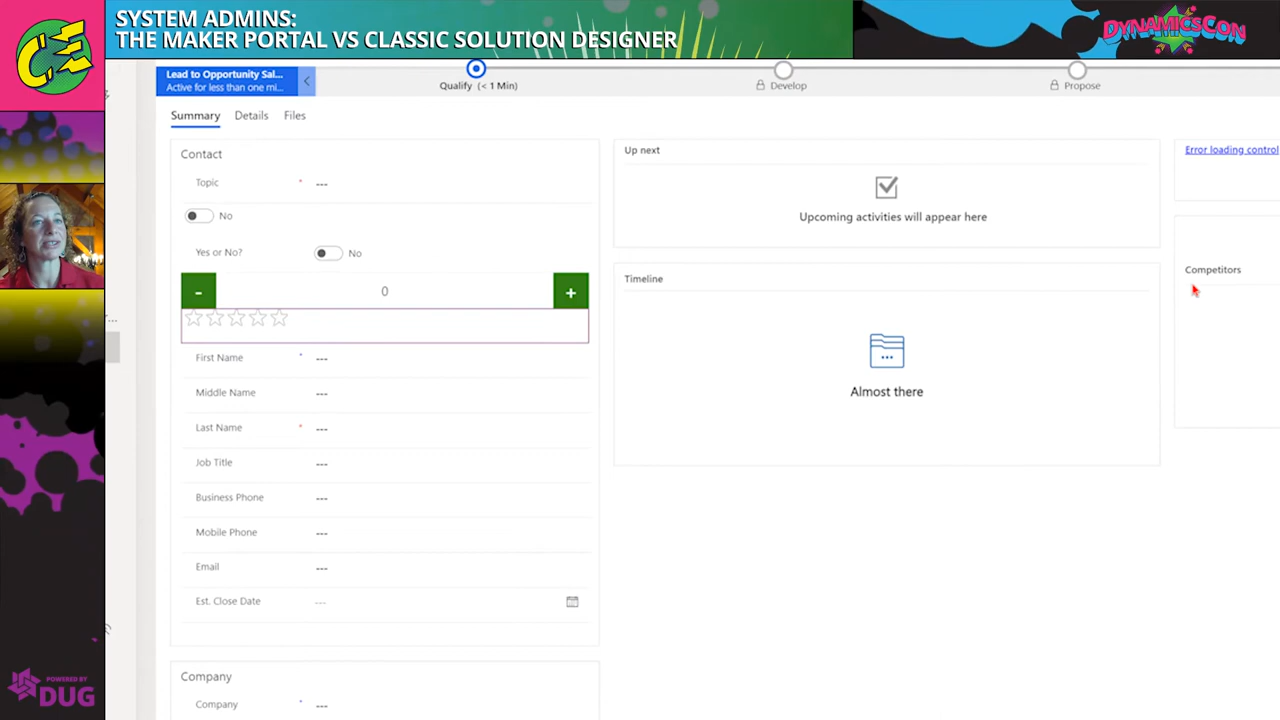 SYSTEM ADMINS:
THE MAKER PORTAL VS CLASSIC SOLUTION DESIGNER
DYNAMICSCON
CE
Lead to Opportunity Sal...
Active for less than one mi...
Qualify (< 1 Min)
Develop
Propose
Summary Details Files
Contact
Topic * ---
No
Yes or No? No
- 0 +
First Name * ---
Middle Name ---
Last Name * ---
Job Title ---
Business Phone ---
Mobile Phone ---
Email ---
Est. Close Date ---
Company
Company * ---
Up next
Upcoming activities will appear here
Timeline
Almost there
Error loading control
Competitors
POWERED BY
DUG